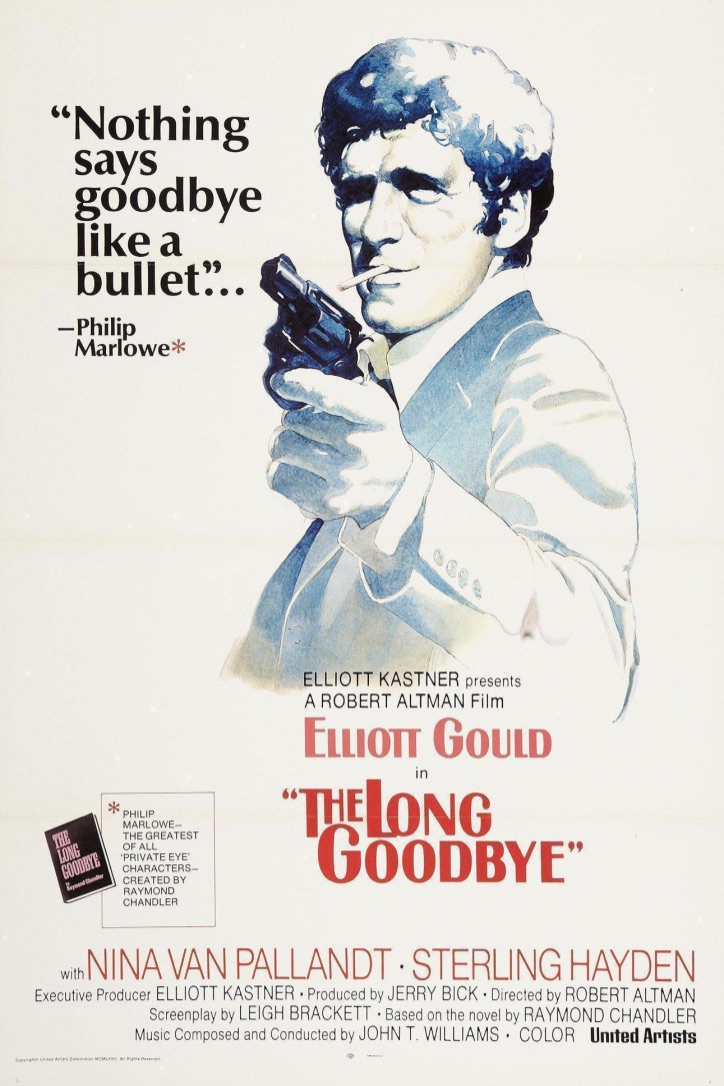 “Nothing
says
goodbye
like a
bullet”...
—Philip
Marlowe*
ELLIOTT KASTNER presents
A ROBERT ALTMAN Film
ELLIOTT GOULD
in
“THE LONG
GOODBYE”
THE
LONG
GOODBYE
by
Raymond Chandler
* PHILIP
MARLOWE—
THE GREATEST
OF ALL
'PRIVATE EYE'
CHARACTERS—
CREATED BY
RAYMOND
CHANDLER
with NINA VAN PALLANDT · STERLING HAYDEN
Executive Producer ELLIOTT KASTNER · Produced by JERRY BICK · Directed by ROBERT ALTMAN
Screenplay by LEIGH BRACKETT · Based on the novel by RAYMOND CHANDLER
Music Composed and Conducted by JOHN T. WILLIAMS · COLOR United Artists